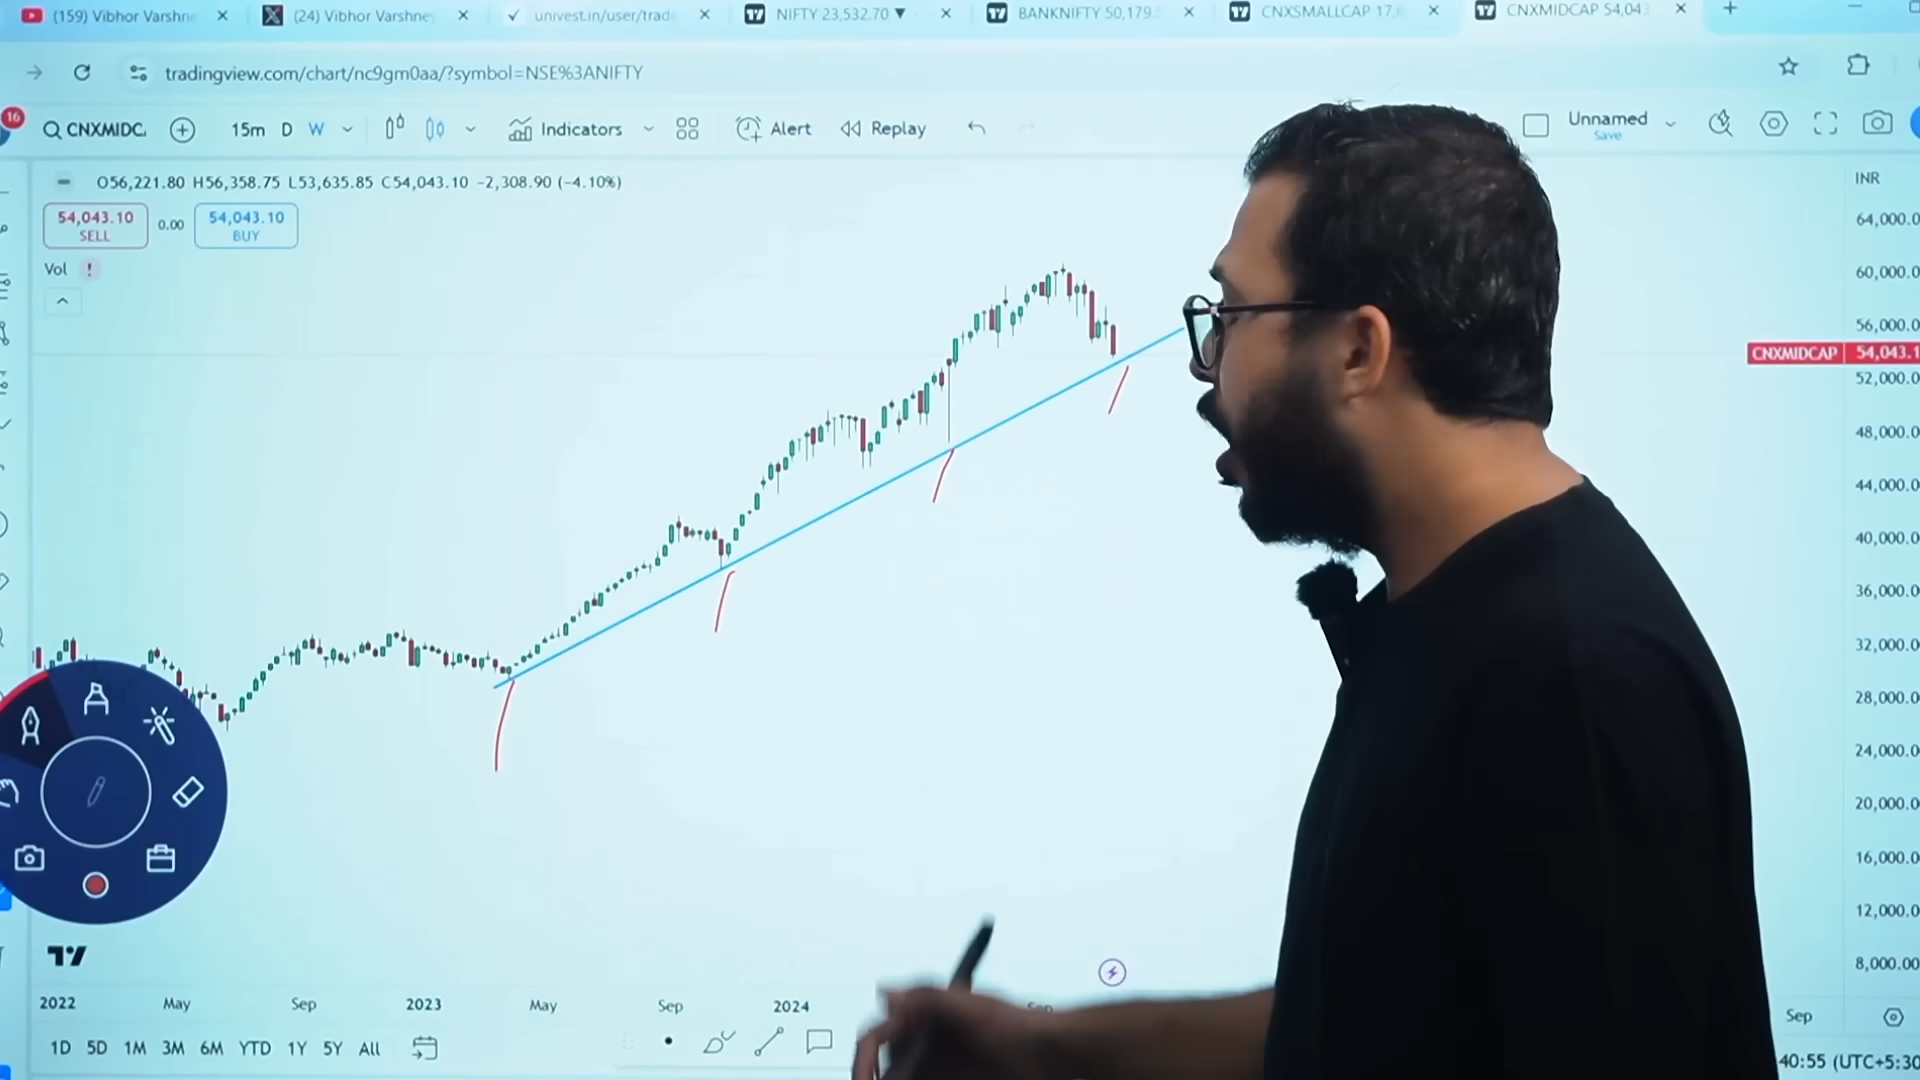 (159) Vibhor Varshne
(24) Vibhor Varshne
univest.in/user/trad
NIFTY 23,532.70 ▼
BANKNIFTY 50,179.
CNXSMALLCAP 17,
CNXMIDCAP 54,043
tradingview.com/chart/nc9gm0aa/?symbol=NSE%3ANIFTY
16
CNXMIDC
15m D W
Indicators
Alert
Replay
Unnamed
Save
O56,221.80 H56,358.75 L53,635.85 C54,043.10 −2,308.90 (−4.10%)
INR
54,043.10
SELL
0.00
54,043.10
BUY
Vol
64,000.0
60,000.0
56,000.0
CNXMIDCAP 54,043.1
52,000.0
48,000.0
44,000.0
40,000.0
36,000.0
32,000.0
28,000.0
24,000.0
20,000.0
16,000.0
12,000.0
8,000.00
2022 May Sep 2023 May Sep 2024 Sep
1D 5D 1M 3M 6M YTD 1Y 5Y All
40:55 (UTC+5:30